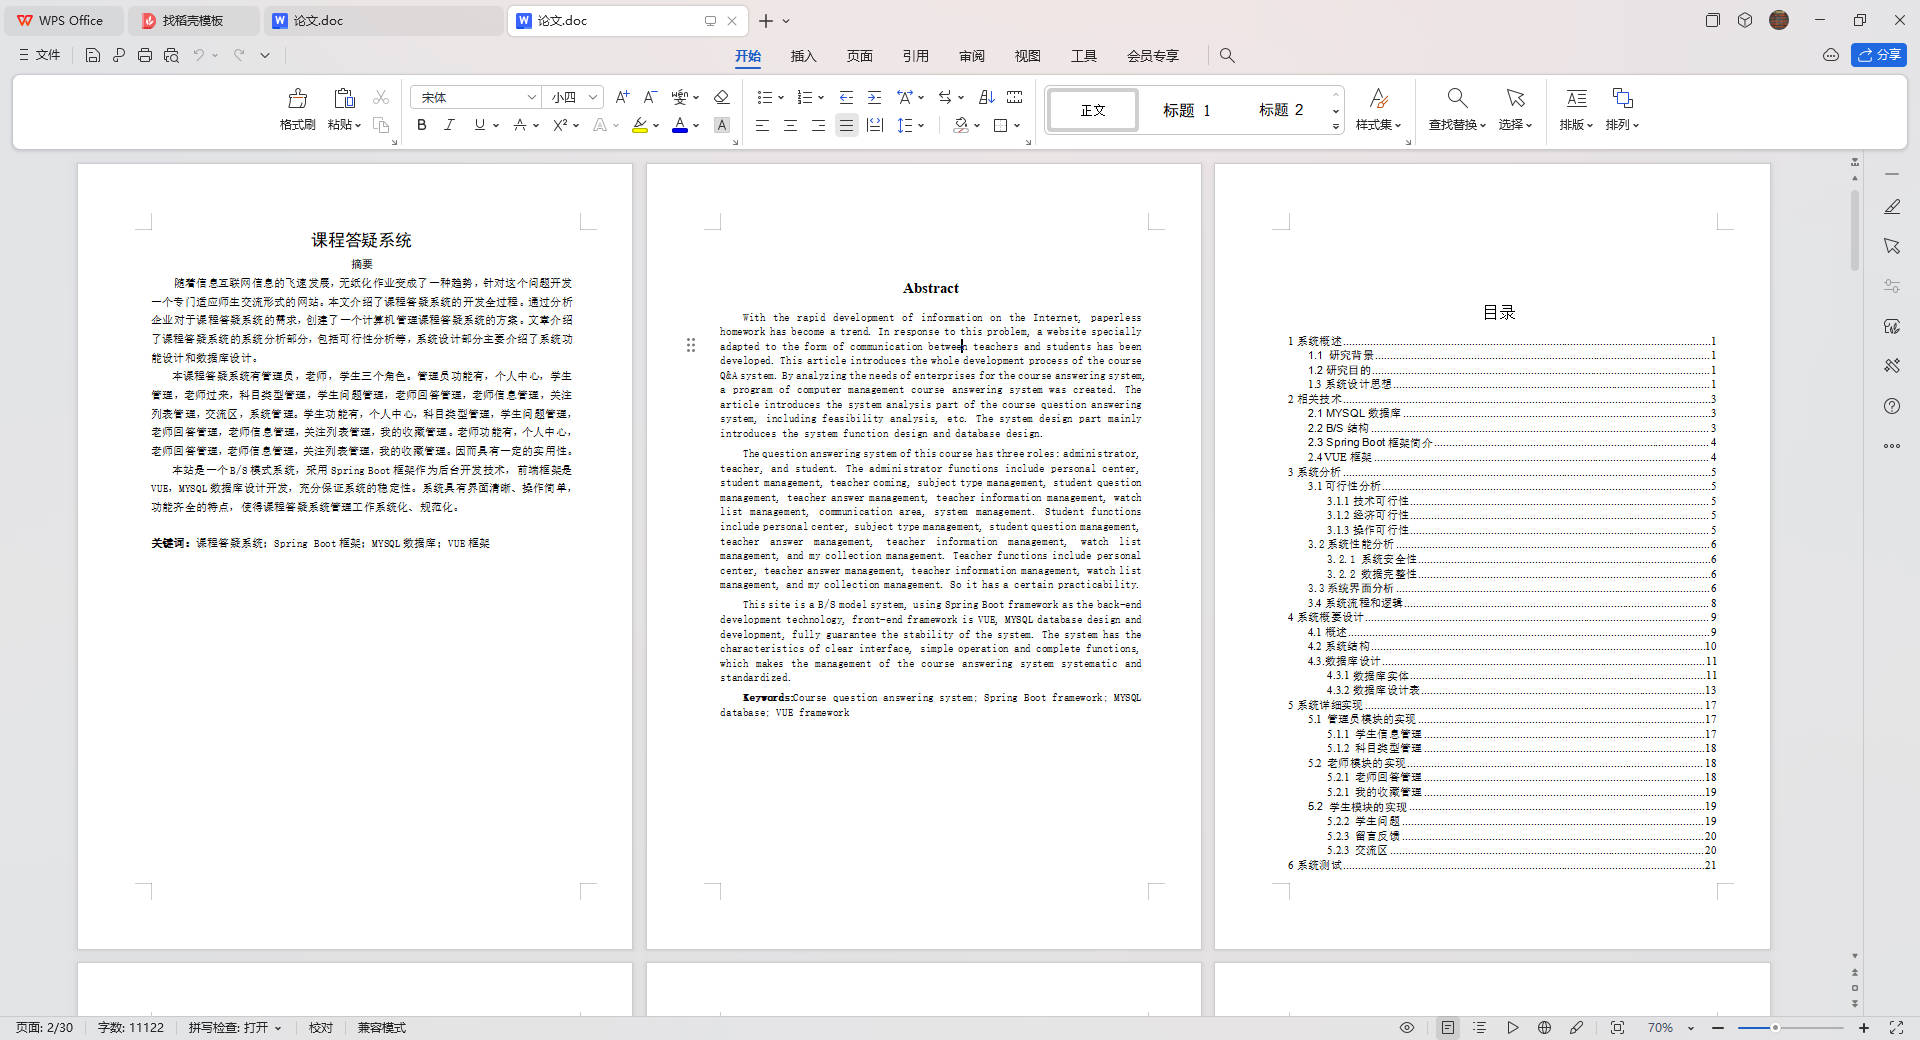 WPS Office
找稻壳模板
论文.doc
论文.doc
文件
开始
插入
页面
引用
审阅
视图
工具
会员专享
分享
格式刷
粘贴
宋体
小四
正文
标题 1
标题 2
样式集
查找替换
选择
排版
排列
课程答疑系统
摘要
随着信息互联网信息的飞速发展，无纸化作业变成了一种趋势，针对这个问题开发
一个专门适应师生交流形式的网站。本文介绍了课程答疑系统的开发全过程。通过分析
企业对于课程答疑系统的需求，创建了一个计算机管理课程答疑系统的方案。文章介绍
了课程答疑系统的系统分析部分，包括可行性分析等，系统设计部分主要介绍了系统功
能设计和数据库设计。
本课程答疑系统有管理员，老师，学生三个角色。管理员功能有，个人中心，学生
管理，老师过来，科目类型管理，学生问题管理，老师回答管理，老师信息管理，关注
列表管理，交流区，系统管理。学生功能有，个人中心，科目类型管理，学生问题管理，
老师回答管理，老师信息管理，关注列表管理，我的收藏管理。老师功能有，个人中心，
老师回答管理，老师信息管理，关注列表管理，我的收藏管理。因而具有一定的实用性。
本站是一个B/S模式系统，采用Spring Boot框架作为后台开发技术，前端框架是
VUE，MYSQL数据库设计开发，充分保证系统的稳定性。系统具有界面清晰、操作简单，
功能齐全的特点，使得课程答疑系统管理工作系统化、规范化。
关键词：课程答疑系统；Spring Boot框架；MYSQL数据库；VUE框架
Abstract
With the rapid development of information on the Internet, paperless
homework has become a trend. In response to this problem, a website specially
adapted to the form of communication between teachers and students has been
developed. This article introduces the whole development process of the course
Q&A system. By analyzing the needs of enterprises for the course answering system,
a program of computer management course answering system was created. The
article introduces the system analysis part of the course question answering
system, including feasibility analysis, etc. The system design part mainly
introduces the system function design and database design.
The question answering system of this course has three roles: administrator,
teacher, and student. The administrator functions include personal center,
student management, teacher coming, subject type management, student question
management, teacher answer management, teacher information management, watch
list management, communication area, system management. Student functions
include personal center, subject type management, student question management,
teacher answer management, teacher information management, watch list
management, and my collection management. Teacher functions include personal
center, teacher answer management, teacher information management, watch list
management, and my collection management. So it has a certain practicability.
This site is a B/S model system, using Spring Boot framework as the back-end
development technology, front-end framework is VUE, MYSQL database design and
development, fully guarantee the stability of the system. The system has the
characteristics of clear interface, simple operation and complete functions,
which makes the management of the course answering system systematic and
standardized.
Keywords:Course question answering system; Spring Boot framework; MYSQL
database; VUE framework
目录
1 系统概述 1
1.1 研究背景 1
1.2 研究目的 1
1.3 系统设计思想 1
2 相关技术 3
2.1 MYSQL 数据库 3
2.2 B/S 结构 3
2.3 Spring Boot 框架简介 4
2.4 VUE 框架 4
3 系统分析 5
3.1 可行性分析 5
3.1.1 技术可行性 5
3.1.2 经济可行性 5
3.1.3 操作可行性 5
3.2 系统性能分析 6
3.2.1 系统安全性 6
3.2.2 数据完整性 6
3.3 系统界面分析 6
3.4 系统流程和逻辑 8
4 系统概要设计 9
4.1 概述 9
4.2 系统结构 10
4.3.数据库设计 11
4.3.1 数据库实体 11
4.3.2 数据库设计表 13
5 系统详细实现 17
5.1 管理员模块的实现 17
5.1.1 学生信息管理 17
5.1.2 科目类型管理 18
5.2 老师模块的实现 18
5.2.1 老师回答管理 18
5.2.1 我的收藏管理 19
5.2 学生模块的实现 19
5.2.2 学生问题 19
5.2.3 留言反馈 20
5.2.3 交流区 20
6 系统测试 21
页面: 2/30
字数: 11122
拼写检查: 打开
校对
兼容模式
70%